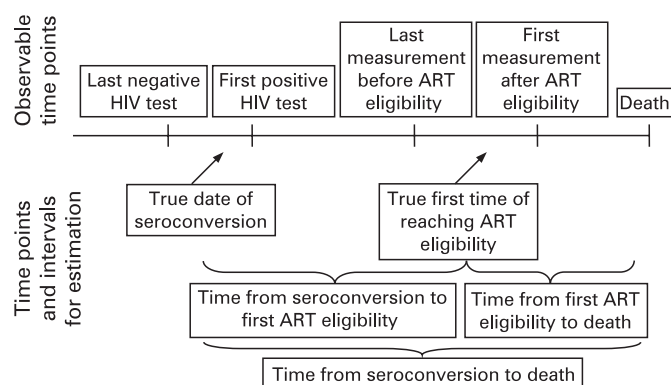 Observable
time points
Last negative
HIV test
First positive
HIV test
Last
measurement
before ART
eligibility
First
measurement
after ART
eligibility
Death
Time points
and intervals
for estimation
True date of
seroconversion
True first time of
reaching ART
eligibility
Time from seroconversion to
first ART eligibility
Time from first ART
eligibility to death
Time from seroconversion to death